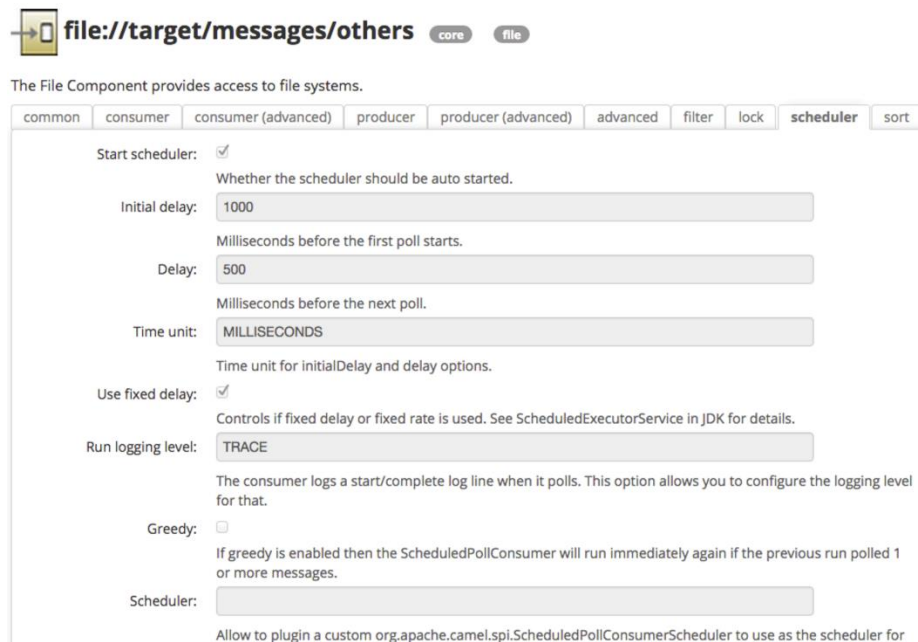 file://target/messages/others core file
The File Component provides access to file systems.
common consumer consumer (advanced) producer producer (advanced) advanced filter lock scheduler sort
Start scheduler:
Whether the scheduler should be auto started.
Initial delay: 1000
Milliseconds before the first poll starts.
Delay: 500
Milliseconds before the next poll.
Time unit: MILLISECONDS
Time unit for initialDelay and delay options.
Use fixed delay:
Controls if fixed delay or fixed rate is used. See ScheduledExecutorService in JDK for details.
Run logging level: TRACE
The consumer logs a start/complete log line when it polls. This option allows you to configure the logging level
for that.
Greedy:
If greedy is enabled then the ScheduledPollConsumer will run immediately again if the previous run polled 1
or more messages.
Scheduler:
Allow to plugin a custom org.apache.camel.spi.ScheduledPollConsumerScheduler to use as the scheduler for